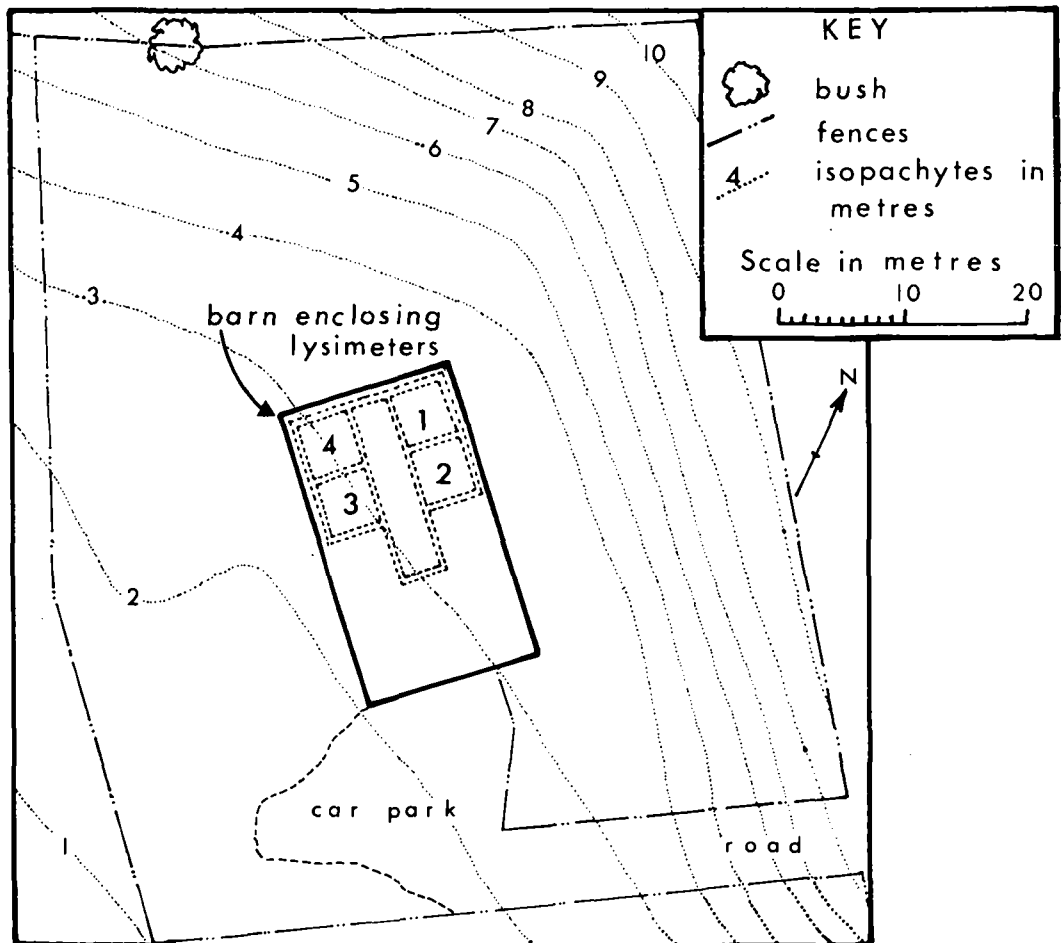 KEY
bush
fences
4
isopachytes in
metres
Scale in metres
0 10 20
N
10
9
8
7
6
5
4
3
2
1
barn enclosing
lysimeters
1
4
2
3
car park
road